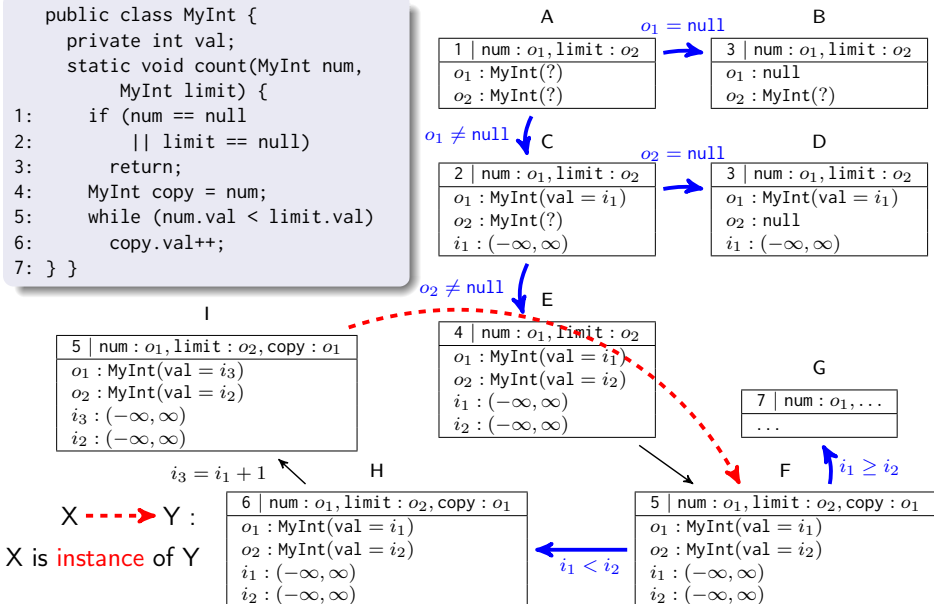 public class MyInt {
private int val;
static void count(MyInt num,
MyInt limit) {
1: if (num == null
2: || limit == null)
3: return;
4: MyInt copy = num;
5: while (num.val < limit.val)
6: copy.val++;
7: } }
A
1 | num : o₁, limit : o₂
o₁ : MyInt(?)
o₂ : MyInt(?)
o₁ = null
B
3 | num : o₁, limit : o₂
o₁ : null
o₂ : MyInt(?)
o₁ ≠ null
C
2 | num : o₁, limit : o₂
o₁ : MyInt(val = i₁)
o₂ : MyInt(?)
i₁ : (−∞, ∞)
o₂ = null
D
3 | num : o₁, limit : o₂
o₁ : MyInt(val = i₁)
o₂ : null
i₁ : (−∞, ∞)
o₂ ≠ null
E
4 | num : o₁, limit : o₂
o₁ : MyInt(val = i₁)
o₂ : MyInt(val = i₂)
i₁ : (−∞, ∞)
i₂ : (−∞, ∞)
I
5 | num : o₁, limit : o₂, copy : o₁
o₁ : MyInt(val = i₃)
o₂ : MyInt(val = i₂)
i₃ : (−∞, ∞)
i₂ : (−∞, ∞)
G
7 | num : o₁, ...
...
i₁ ≥ i₂
F
5 | num : o₁, limit : o₂, copy : o₁
o₁ : MyInt(val = i₁)
o₂ : MyInt(val = i₂)
i₁ : (−∞, ∞)
i₂ : (−∞, ∞)
i₁ < i₂
i₃ = i₁ + 1
H
6 | num : o₁, limit : o₂, copy : o₁
o₁ : MyInt(val = i₁)
o₂ : MyInt(val = i₂)
i₁ : (−∞, ∞)
i₂ : (−∞, ∞)
X Y :
X is instance of Y